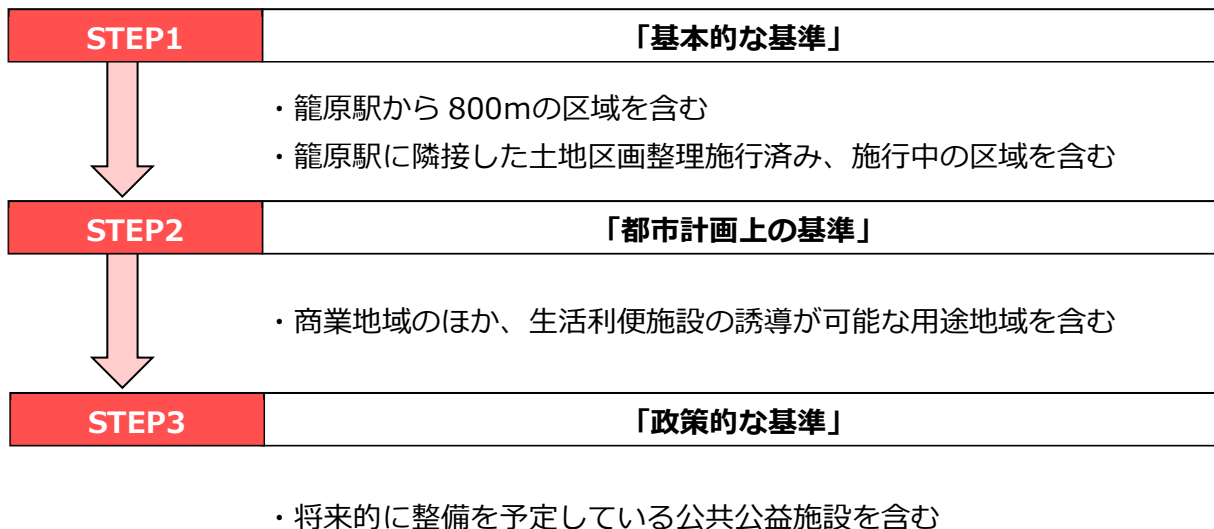 STEP1 「基本的な基準」
・籠原駅から 800mの区域を含む
・籠原駅に隣接した土地区画整理施行済み、施行中の区域を含む
STEP2 「都市計画上の基準」
・商業地域のほか、生活利便施設の誘導が可能な用途地域を含む
STEP3 「政策的な基準」
・将来的に整備を予定している公共公益施設を含む